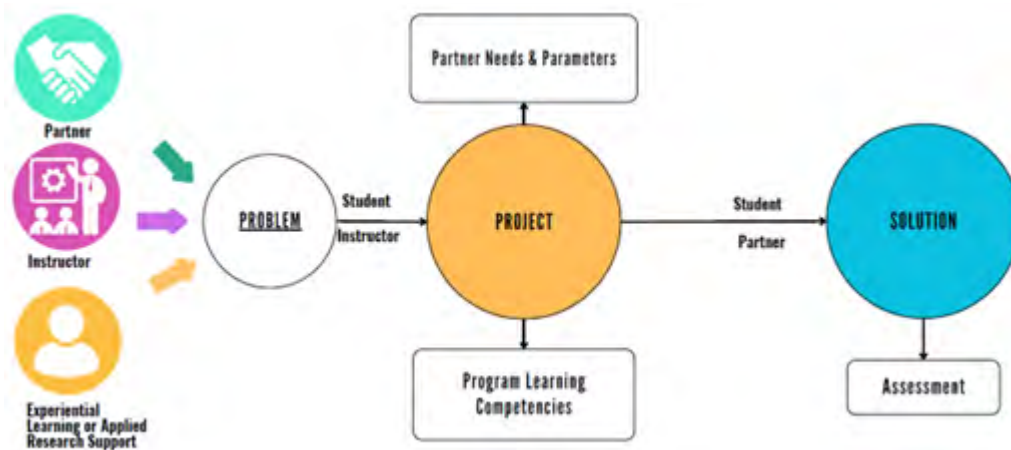 Partner
Instructor
Experiential
Learning or Applied
Research Support
PROBLEM
Student
Instructor
Partner Needs & Parameters
PROJECT
Program Learning
Competencies
Student
Partner
SOLUTION
Assessment